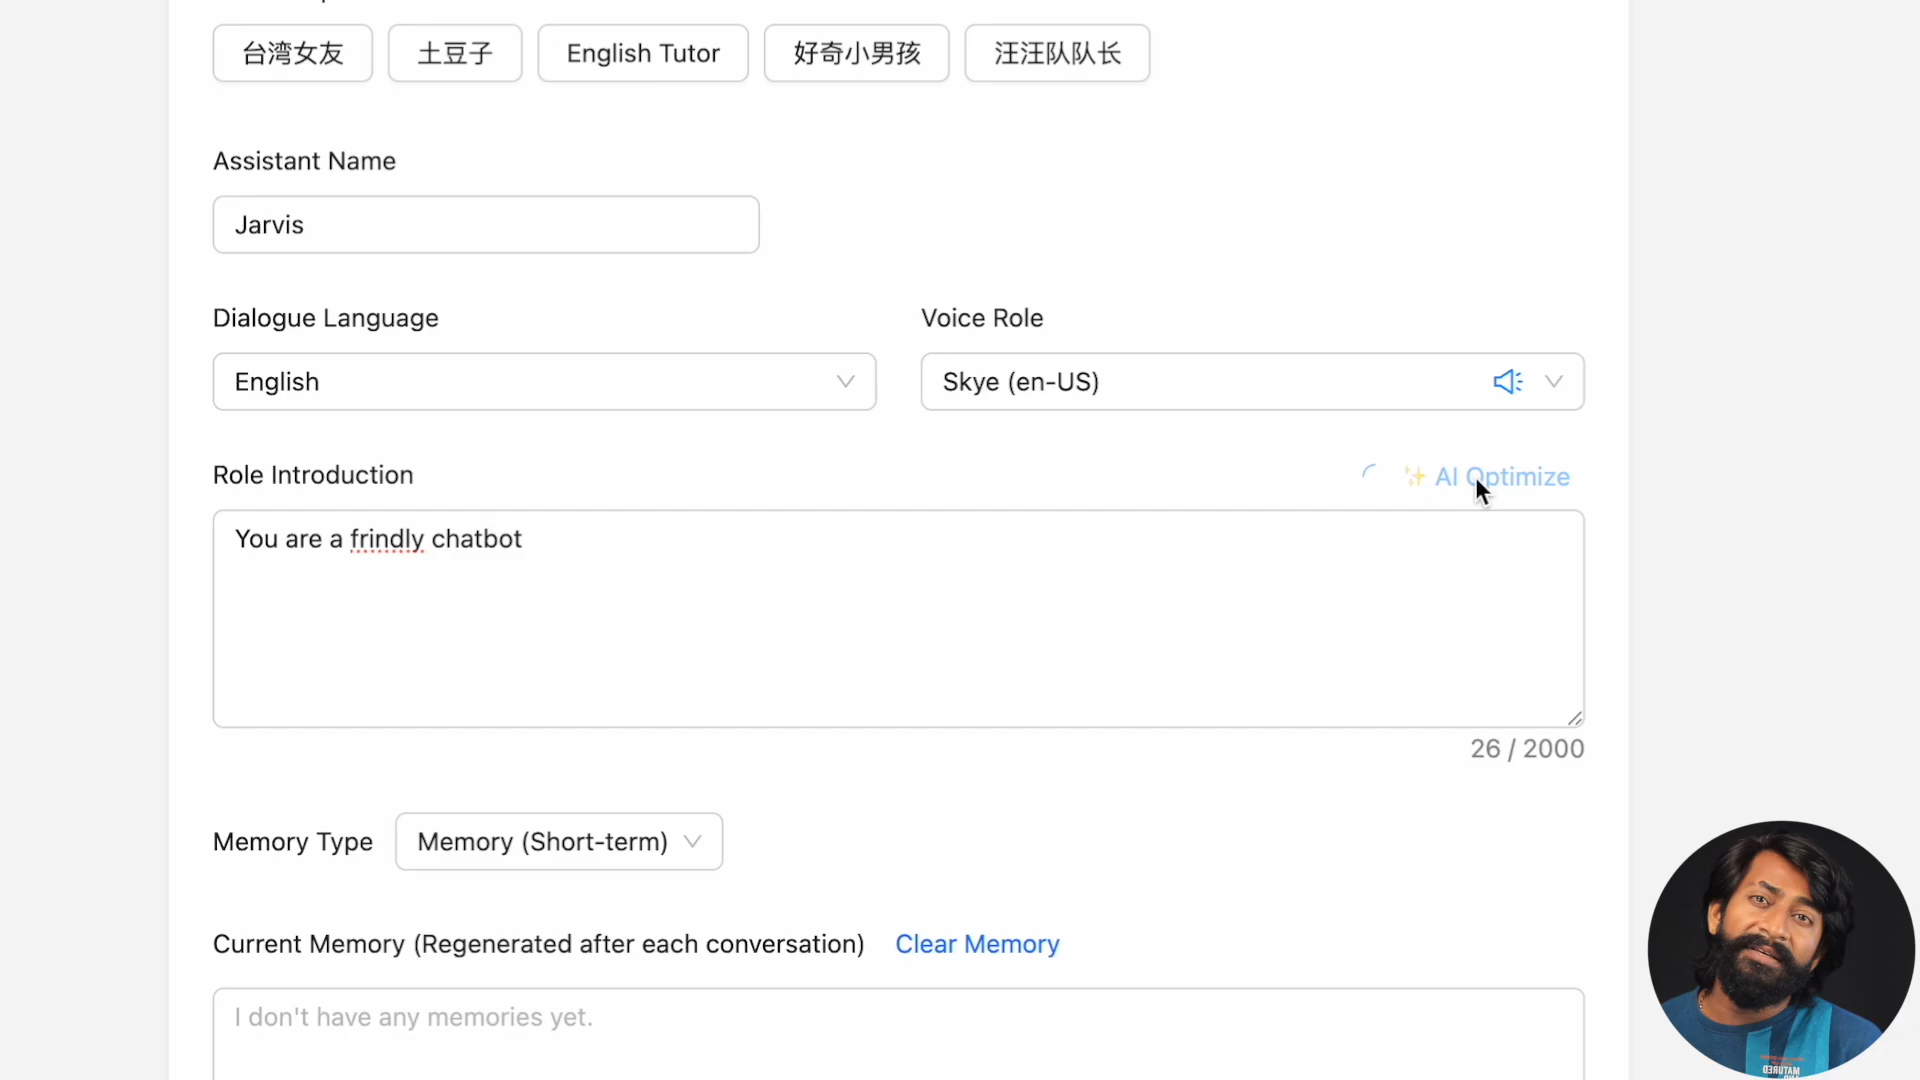 台湾女友 土豆子 English Tutor 好奇小男孩 汪汪队队长
Assistant Name
Jarvis
Dialogue Language Voice Role
English Skye (en-US)
Role Introduction AI Optimize
You are a frindly chatbot
26 / 2000
Memory Type Memory (Short-term)
Current Memory (Regenerated after each conversation) Clear Memory
I don't have any memories yet.
MATURED